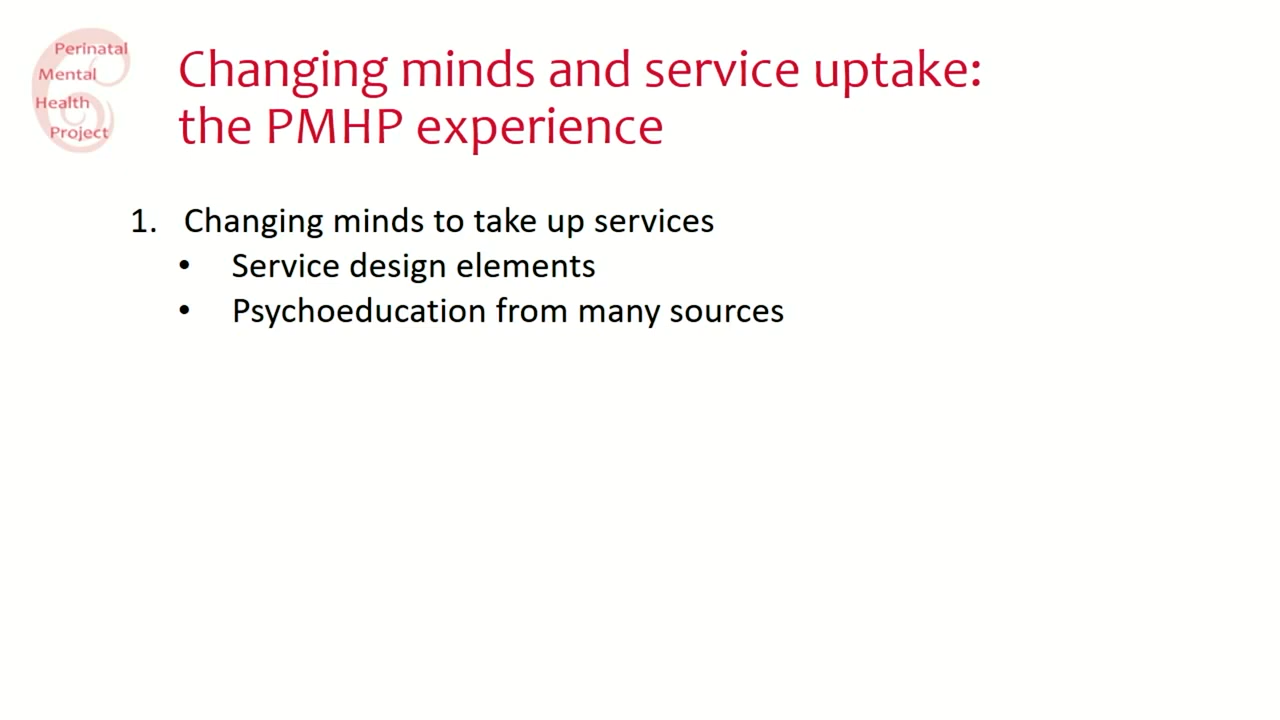 Perinatal
Mental
Health
Project
Changing minds and service uptake:
the PMHP experience
1. Changing minds to take up services
• Service design elements
• Psychoeducation from many sources